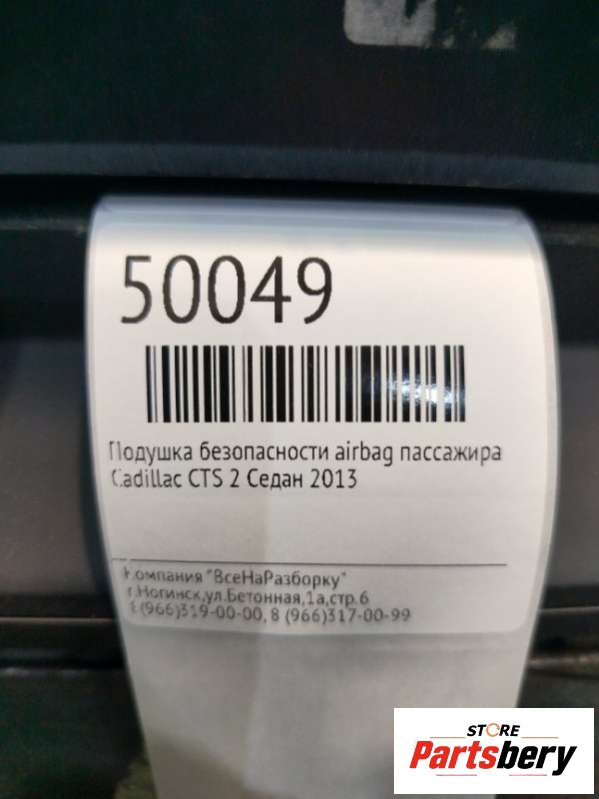 50049
Подушка безопасности airbag пассажира
Cadillac CTS 2 Седан 2013
Компания "ВсеНаРазборку"
г.Ногинск,ул.Бетонная,1а,стр.6
8(966)319-00-00, 8 (966)317-00-99
STORE
Partsbery